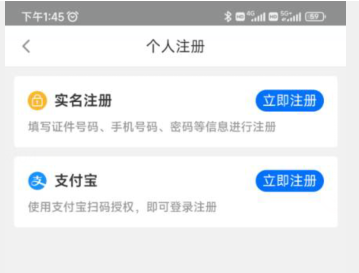 下午1:45
4G 5G+ 69
个人注册
实名注册 立即注册
填写证件号码、手机号码、密码等信息进行注册
支付宝 立即注册
使用支付宝扫码授权，即可登录注册